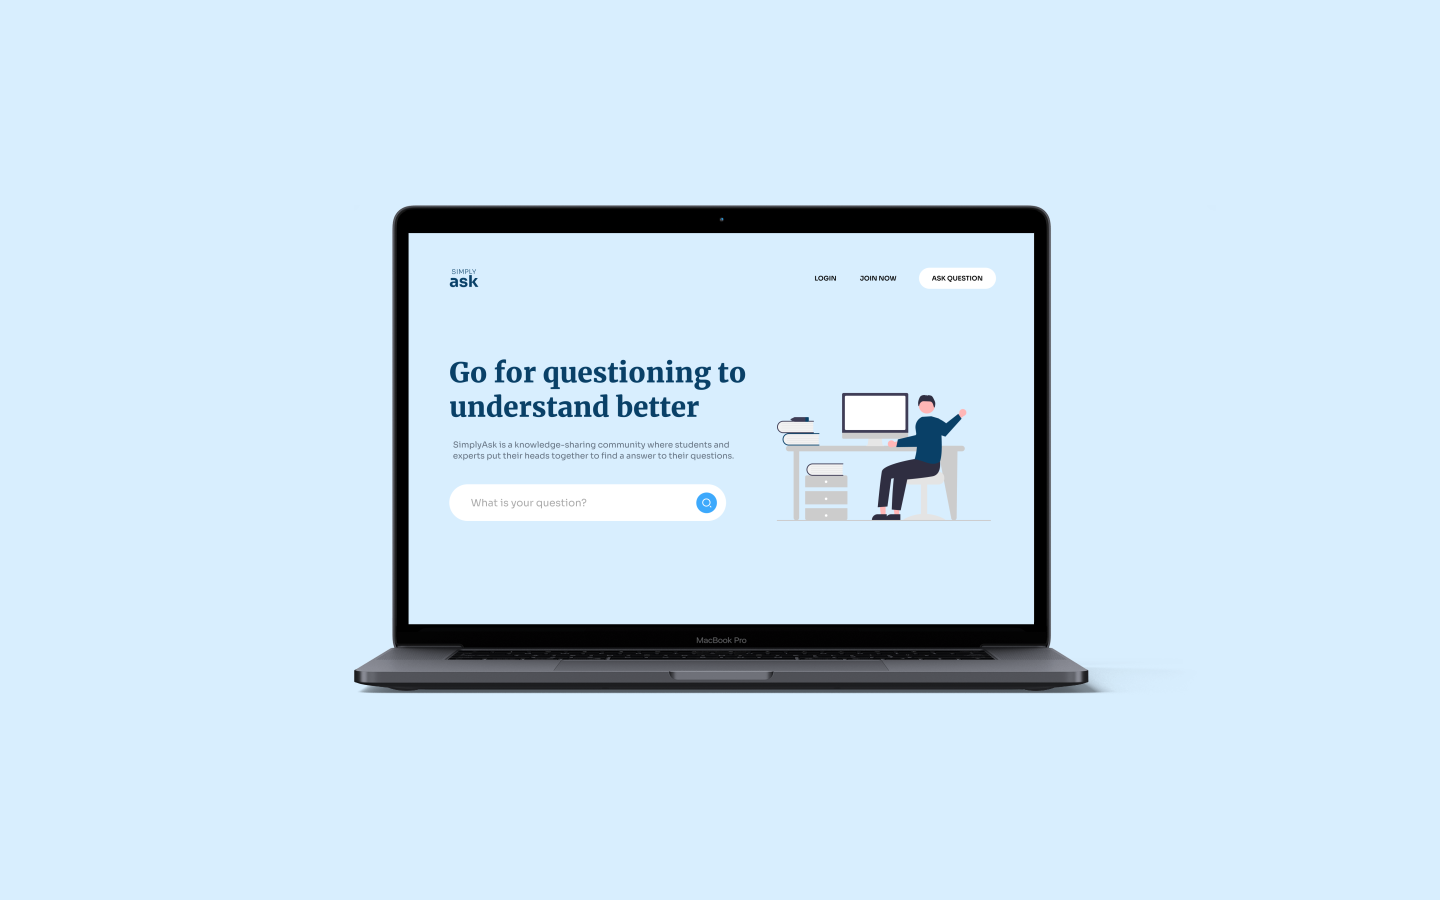 SIMPLY
ask
LOGIN
JOIN NOW
ASK QUESTION
Go for questioning to
understand better
SimplyAsk is a knowledge-sharing community where students and
experts put their heads together to find a answer to their questions.
What is your question?
MacBook Pro